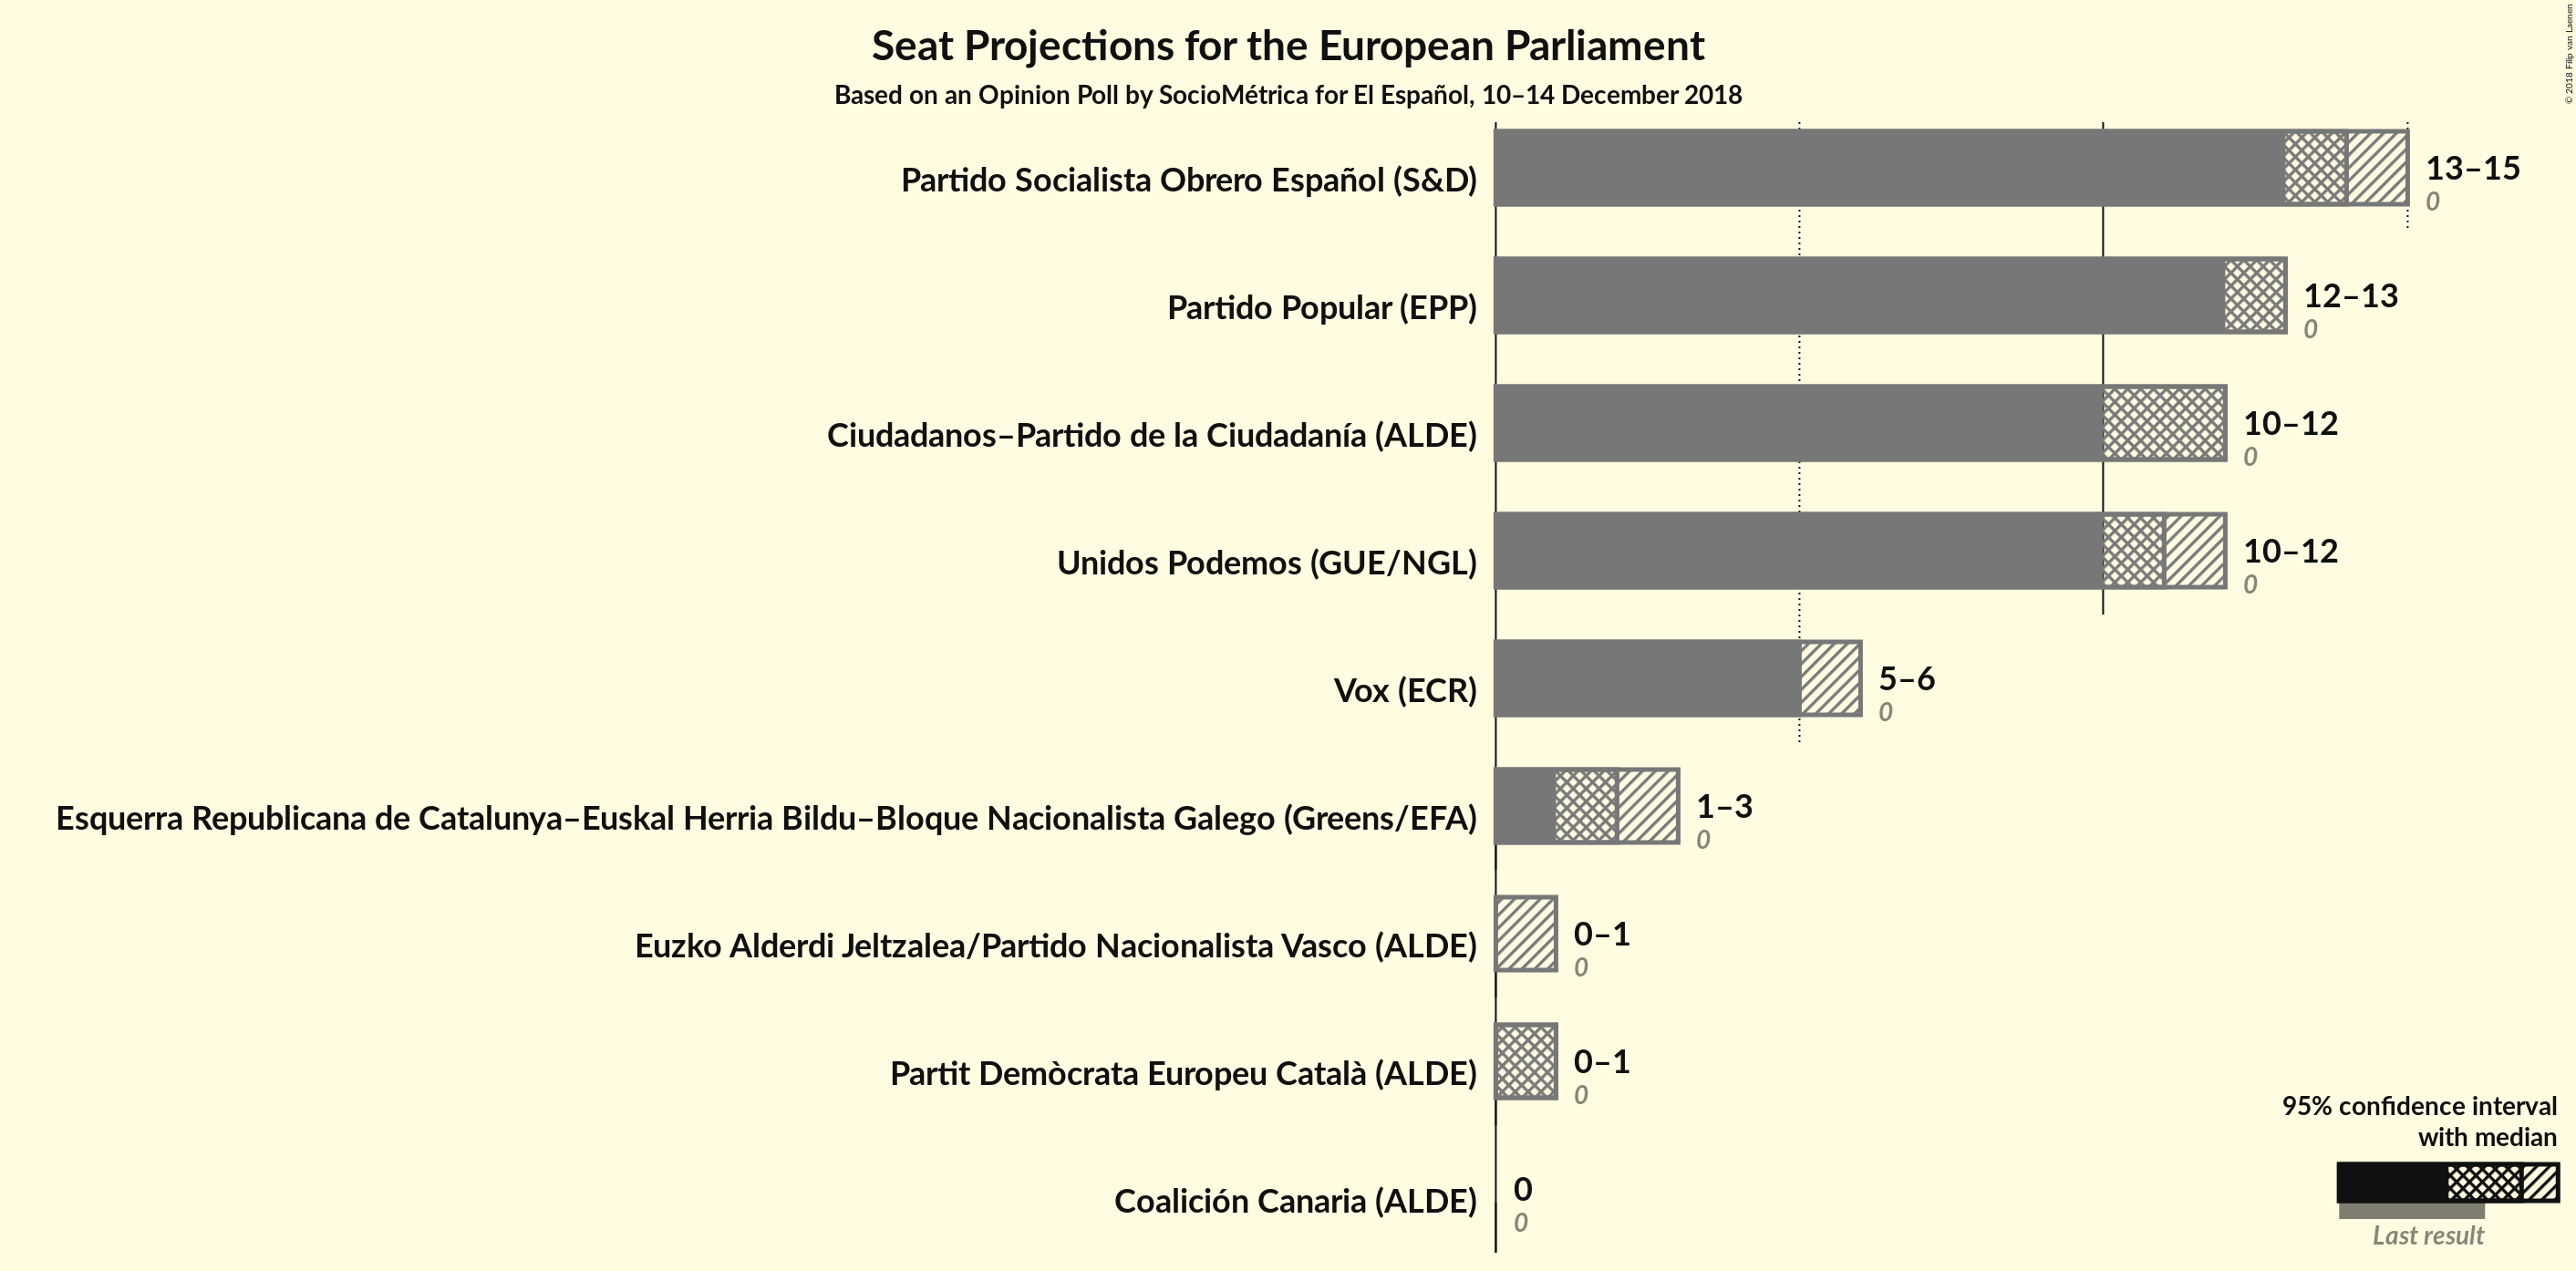 Seat Projections for the European Parliament
Based on an Opinion Poll by SocioMétrica for El Español, 10–14 December 2018
© 2018 Filip van Laenen
Partido Socialista Obrero Español (S&D)
13–15
0
Partido Popular (EPP)
12–13
0
Ciudadanos–Partido de la Ciudadanía (ALDE)
10–12
0
Unidos Podemos (GUE/NGL)
10–12
0
Vox (ECR)
5–6
0
Esquerra Republicana de Catalunya–Euskal Herria Bildu–Bloque Nacionalista Galego (Greens/EFA)
1–3
0
Euzko Alderdi Jeltzalea/Partido Nacionalista Vasco (ALDE)
0–1
0
Partit Demòcrata Europeu Català (ALDE)
0–1
0
Coalición Canaria (ALDE)
0
0
95% confidence interval
with median
Last result